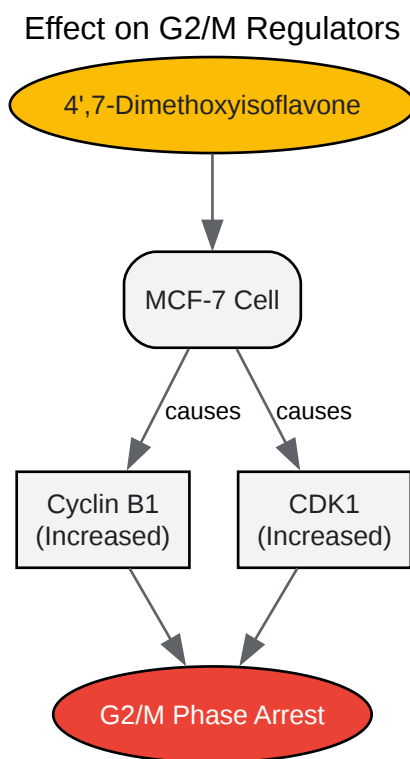 Effect on G2/M Regulators
4',7-Dimethoxyisoflavone
MCF-7 Cell
causes
causes
Cyclin B1
(Increased)
CDK1
(Increased)
G2/M Phase Arrest